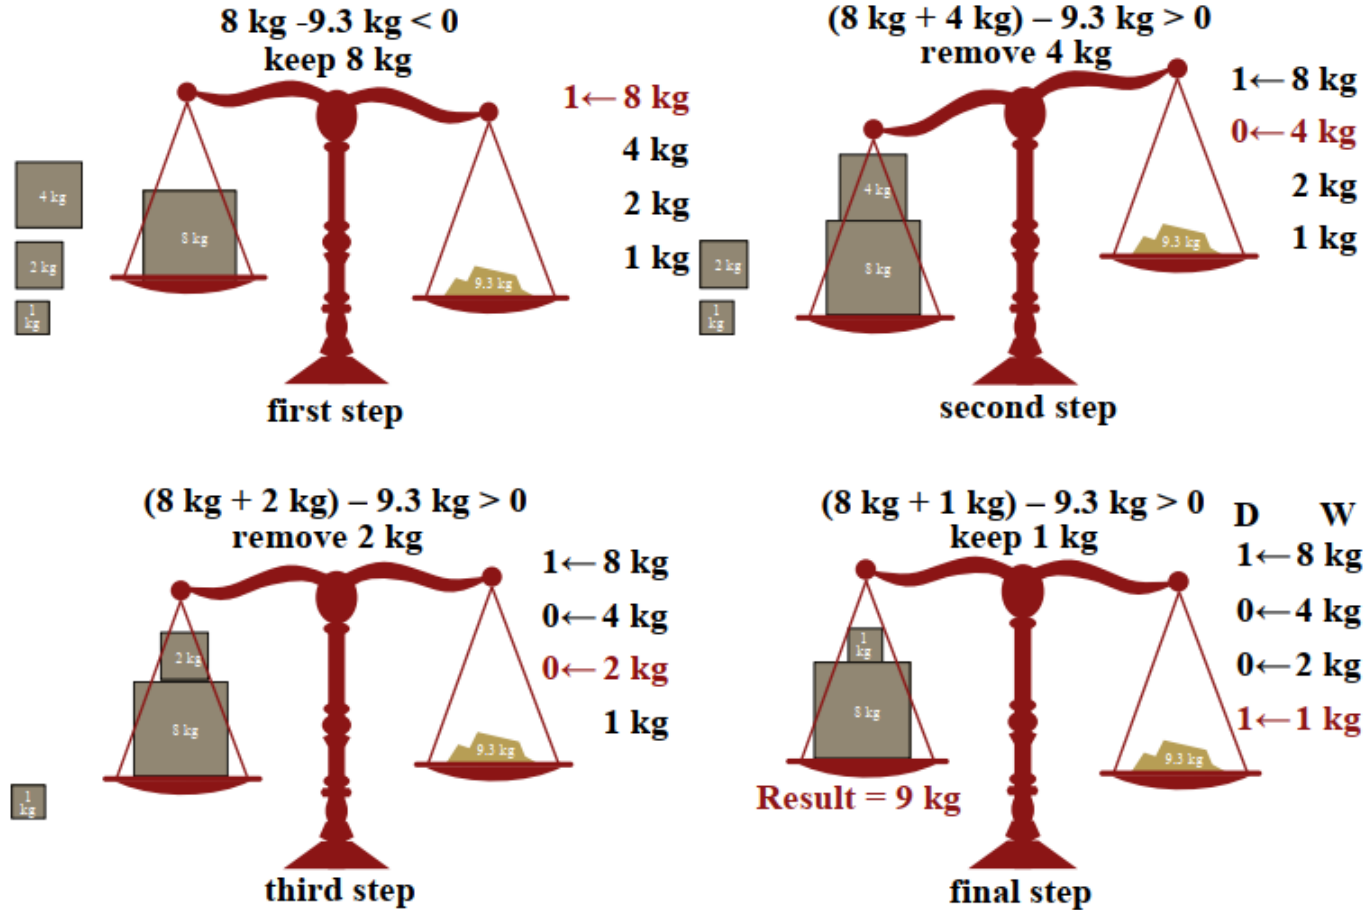 8 kg -9.3 kg < 0
keep 8 kg
1← 8 kg
4 kg
2 kg
1 kg
4 kg
2 kg
1
kg
8 kg
9.3 kg
first step
(8 kg + 4 kg) – 9.3 kg > 0
remove 4 kg
1← 8 kg
0← 4 kg
2 kg
1 kg
2 kg
1
kg
4 kg
8 kg
9.3 kg
second step
(8 kg + 2 kg) – 9.3 kg > 0
remove 2 kg
1← 8 kg
0← 4 kg
0← 2 kg
1 kg
1
kg
2 kg
8 kg
9.3 kg
third step
(8 kg + 1 kg) – 9.3 kg > 0
keep 1 kg
D W
1← 8 kg
0← 4 kg
0← 2 kg
1← 1 kg
1
kg
8 kg
9.3 kg
Result = 9 kg
final step